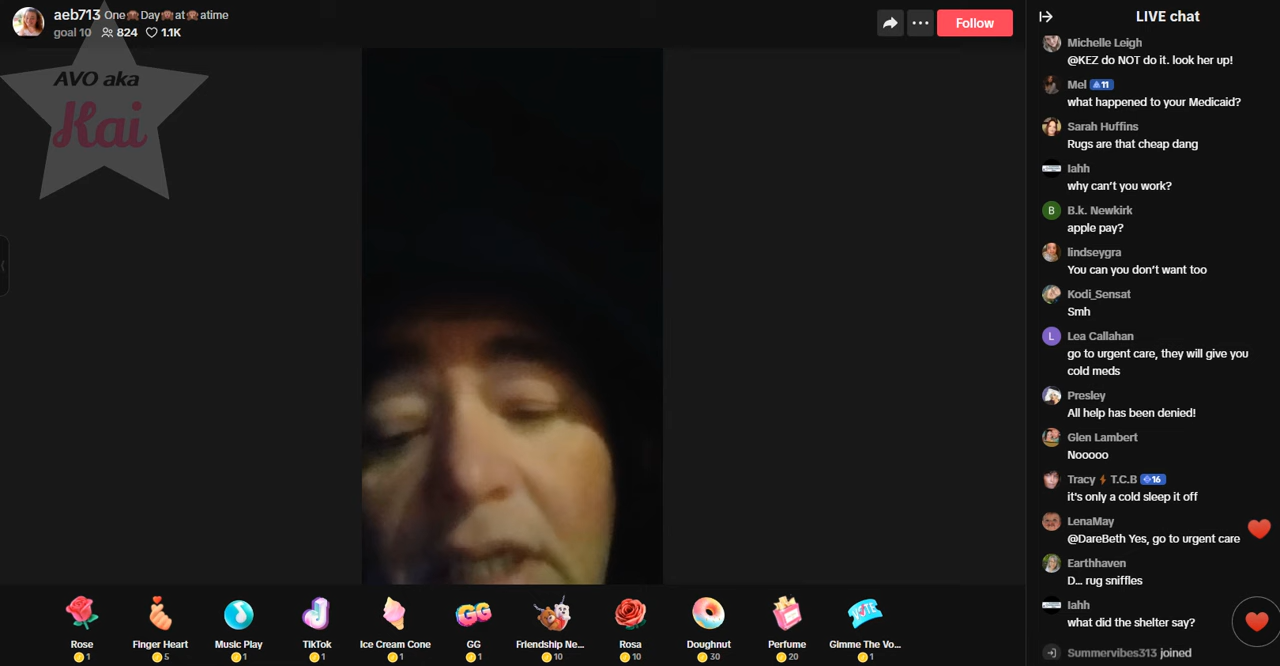 aeb713 One🙈Day🙈at🙈atime
goal 10 824 1.1K
AVO aka
Kai
Follow
LIVE chat
Michelle Leigh
@KEZ do NOT do it. look her up!
Mel 11
what happened to your Medicaid?
Sarah Huffins
Rugs are that cheap dang
lahh
why can't you work?
B B.k. Newkirk
apple pay?
lindseygra
You can you don't want too
Kodi_Sensat
Smh
L Lea Callahan
go to urgent care, they will give you
cold meds
Presley
All help has been denied!
Glen Lambert
Nooooo
Tracy⚡T.C.B 16
it's only a cold sleep it off
LenaMay
@DareBeth Yes, go to urgent care
Earthhaven
D... rug sniffles
lahh
what did the shelter say?
Summervibes313 joined
Rose Finger Heart Music Play TikTok Ice Cream Cone GG Friendship Ne... Rosa Doughnut Perfume GImme The Vo...
1 5 1 1 1 1 10 10 30 20 1